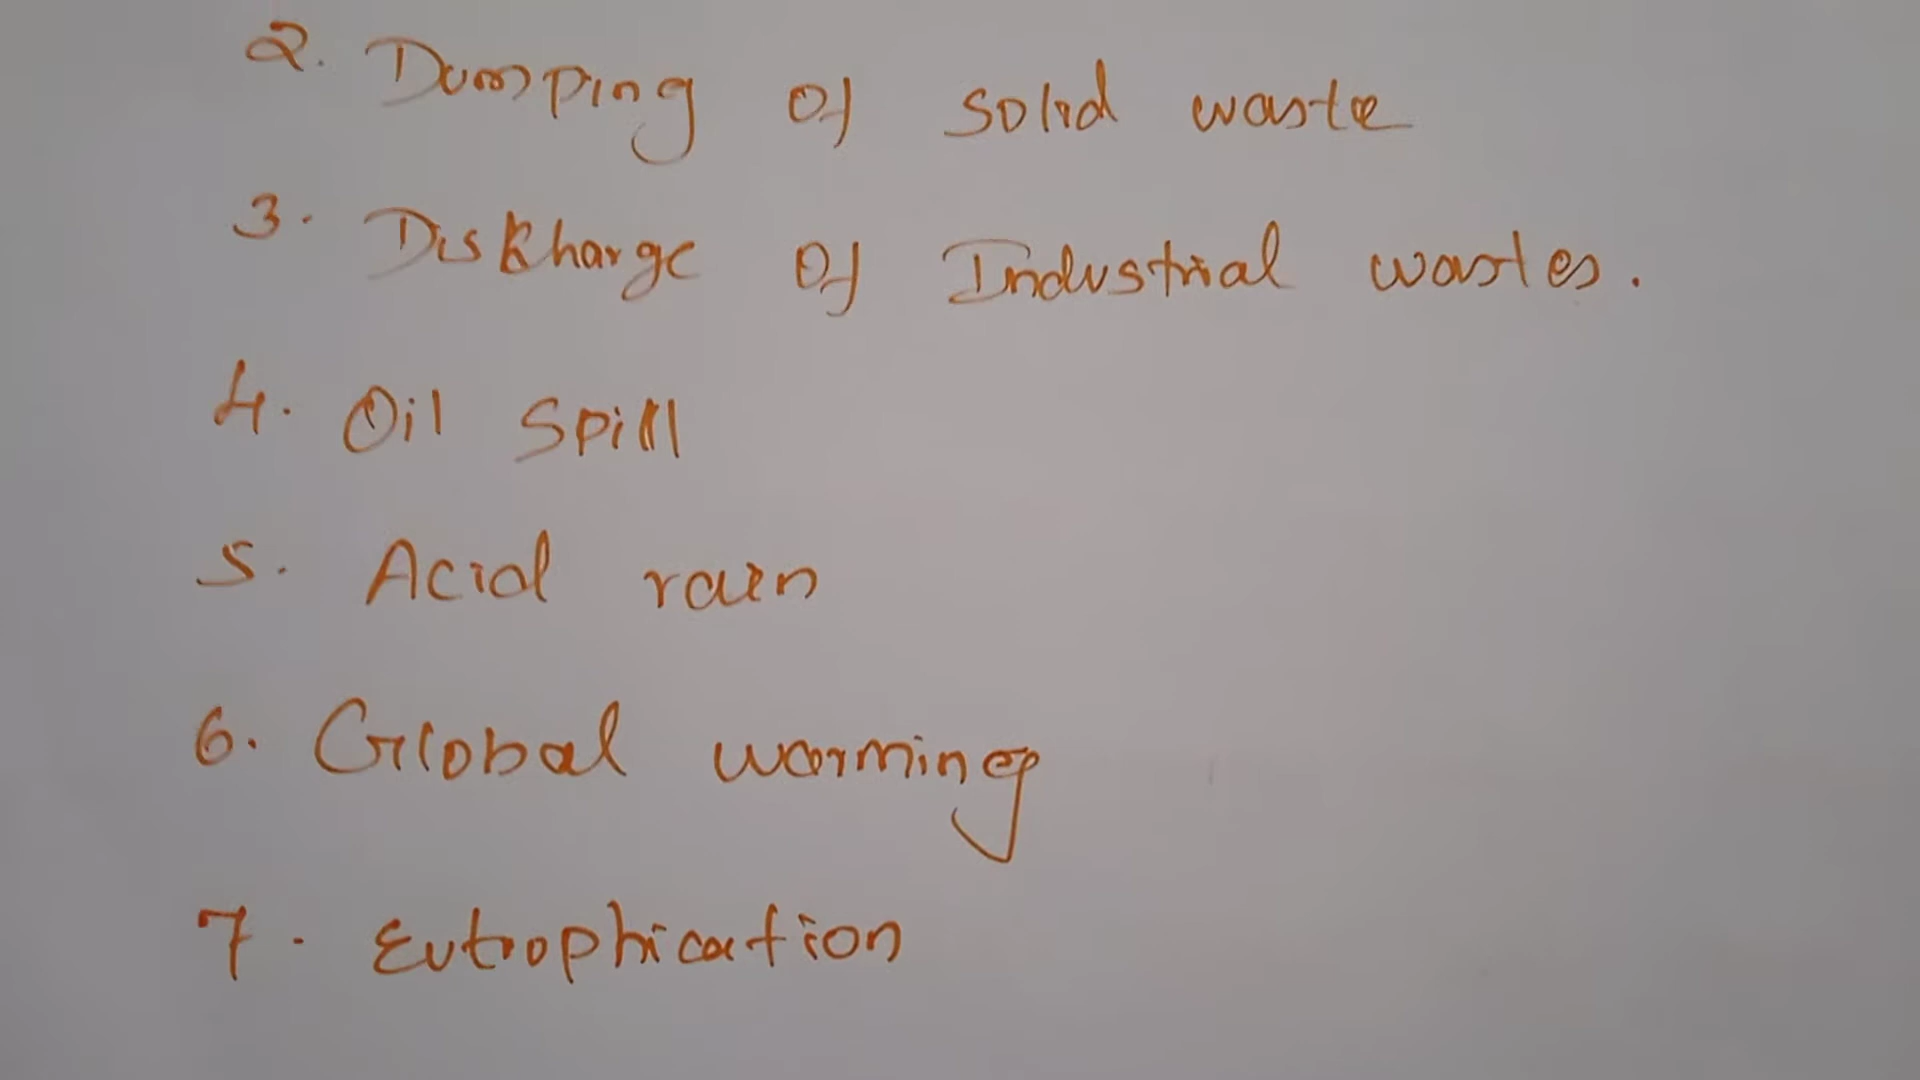 2. Dumping of solid waste
3. Diskharge of Industrial wastes.
4. Oil Spill
5. Acid rain
6. Global warming
7. Eutrophication